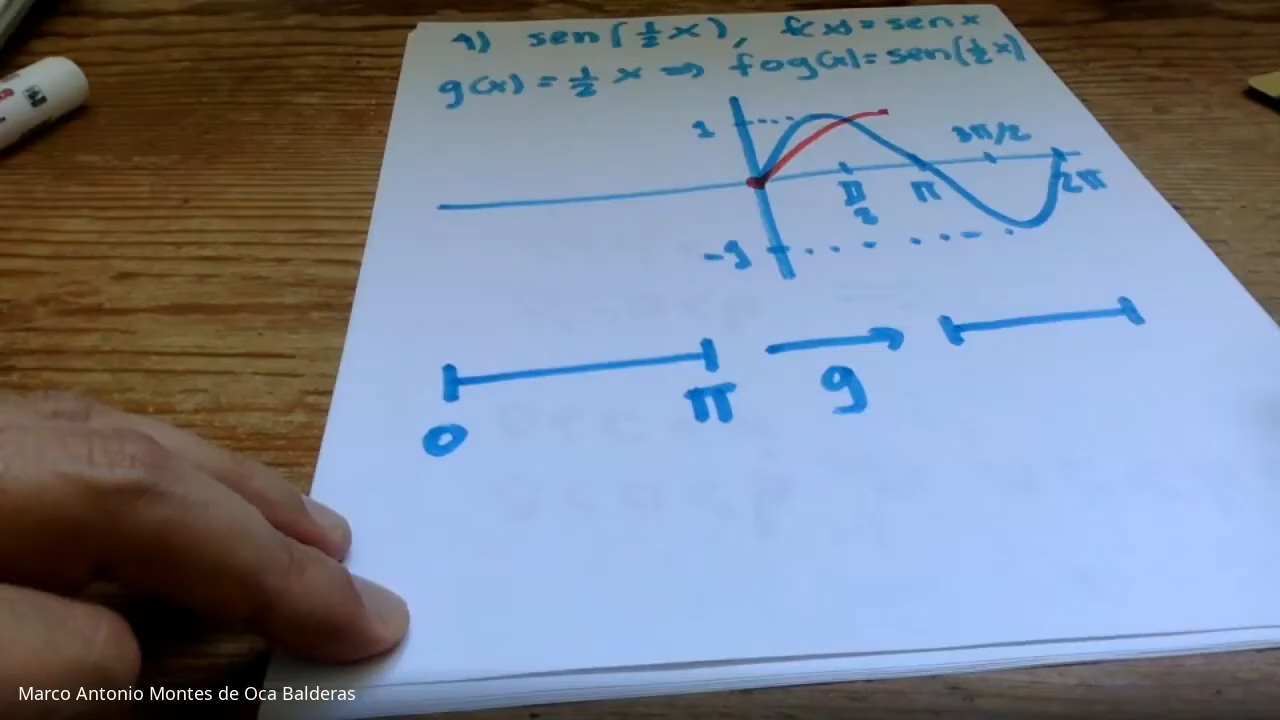 1) sen(½x), f(x)=senx
g(x)=½x ⇒ fog(x)=sen(½x)
1
3π/2
π/2
π
2π
-1
0
π
g
Marco Antonio Montes de Oca Balderas